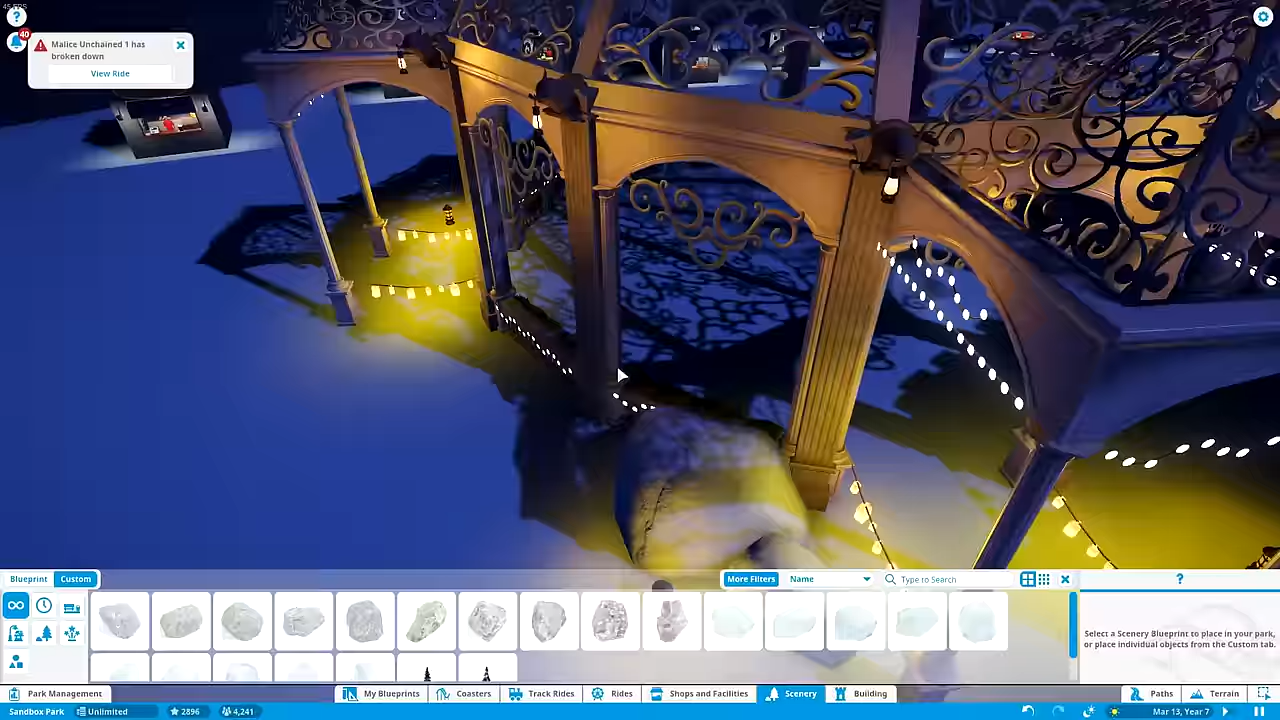 45 FPS
?
40
Malice Unchained 1 has
broken down
View Ride
Blueprint
Custom
More Filters
Name
Type to Search
?
Select a Scenery Blueprint to place in your park,
or place individual objects from the Custom tab.
Park Management
My Blueprints
Coasters
Track Rides
Rides
Shops and Facilities
Scenery
Building
Paths
Terrain
Sandbox Park
Unlimited
2896
4,241
Mar 13, Year 7